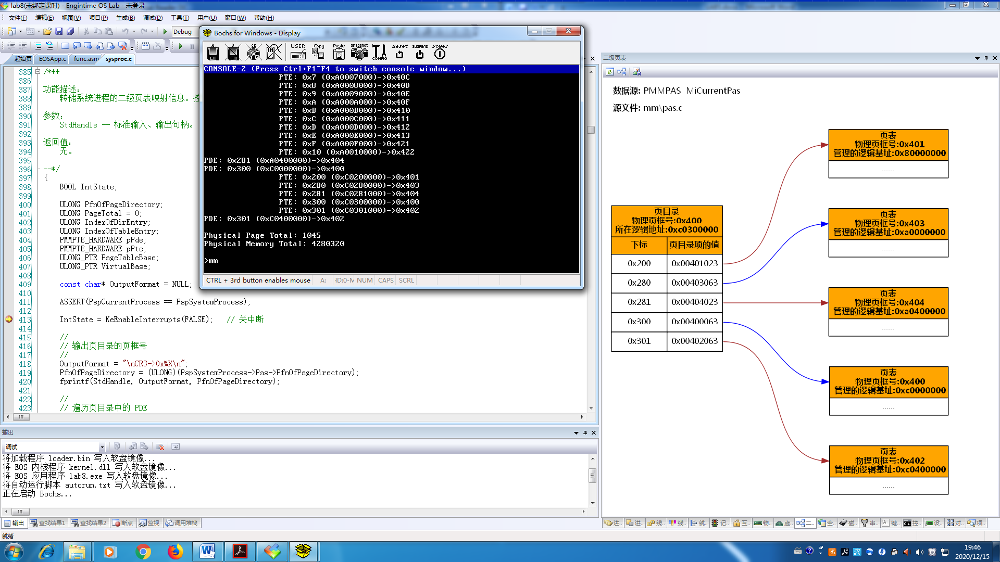 lab8(未绑定课时) - Engintime OS Lab - 未登录
文件(F) 编辑(E) 视图(V) 项目(P) 生成(B) 调试(D) 工具(T) 用户(U) 窗口(W) 帮助(H)
Debug
起始页 EOSApp.c func.asm sysproc.c
385 /*++
386
387 功能描述:
388 转储系统进程的二级页表映射信息。
389
390 参数:
391 StdHandle -- 标准输入、输出句柄。
392
393 返回值:
394 无。
395
396 --*/
397 {
398 BOOL IntState;
399
400 ULONG PfnOfPageDirectory;
401 ULONG PageTotal = 0;
402 ULONG IndexOfDirEntry;
403 ULONG IndexOfTableEntry;
404 PMMPTE_HARDWARE pPde;
405 PMMPTE_HARDWARE pPte;
406 ULONG_PTR PageTableBase;
407 ULONG_PTR VirtualBase;
408
409 const char* OutputFormat = NULL;
410
411 ASSERT(PspCurrentProcess == PspSystemProcess);
412
413 IntState = KeEnableInterrupts(FALSE); // 关中断
414
415 //
416 // 输出页目录的页框号
417 //
418 OutputFormat = "\nCR3->0x%X\n";
419 PfnOfPageDirectory = (ULONG)(PspSystemProcess->Pas->PfnOfPageDirectory);
420 fprintf(StdHandle, OutputFormat, PfnOfPageDirectory);
421
422 //
423 // 遍历页目录中的 PDE
Bochs for Windows - Display
A: B: CD USER Copy Paste snapshot CONFIG Reset SUSPEND Power
CONSOLE-2 (Press Ctrl+F1~F4 to switch console window...)
PTE: 0x7 (0xA0007000)->0x40C
PTE: 0x8 (0xA0008000)->0x40D
PTE: 0x9 (0xA0009000)->0x40E
PTE: 0xA (0xA000A000)->0x40F
PTE: 0xB (0xA000B000)->0x410
PTE: 0xC (0xA000C000)->0x411
PTE: 0xD (0xA000D000)->0x412
PTE: 0xE (0xA000E000)->0x413
PTE: 0xF (0xA000F000)->0x421
PTE: 0x10 (0xA0010000)->0x422
PDE: 0x281 (0xA0400000)->0x404
PDE: 0x300 (0xC0000000)->0x400
PTE: 0x200 (0xC0200000)->0x401
PTE: 0x280 (0xC0280000)->0x403
PTE: 0x281 (0xC0281000)->0x404
PTE: 0x300 (0xC0300000)->0x400
PTE: 0x301 (0xC0301000)->0x402
PDE: 0x301 (0xC0400000)->0x402
Physical Page Total: 1045
Physical Memory Total: 4280320
>mm
CTRL + 3rd button enables mouse A: NUM CAPS SCRL
二级页表
数据源: PMMPAS MiCurrentPas
源文件: mm\pas.c
页目录
物理页框号:0x400
所在逻辑地址:0xc0300000
下标 页目录项的值
0x200 0x00401023
0x280 0x00403063
0x281 0x00404023
0x300 0x00400063
0x301 0x00402063
页表
物理页框号:0x401
管理的逻辑基址:0x80000000
......
页表
物理页框号:0x403
管理的逻辑基址:0xa0000000
......
页表
物理页框号:0x404
管理的逻辑基址:0xa0400000
......
页表
物理页框号:0x400
管理的逻辑基址:0xc0000000
......
页表
物理页框号:0x402
管理的逻辑基址:0xc0400000
......
输出
调试
将加载程序 loader.bin 写入软盘镜像...
将 EOS 内核程序 kernel.dll 写入软盘镜像...
将 EOS 应用程序 lab8.exe 写入软盘镜像...
将自动运行脚本 autorun.txt 写入软盘镜像...
正在启动 Bochs...
输出 查找结果1 查找结果2 断点 监视 调用堆栈
进.. 进.. 线.. 线.. 就.. 记.. 互.. 物.. 虚.. 二.. 全.. 磁.. 串.. 键.. 控.. 设.. 对.. 项..
就绪
19:46
2020/12/15